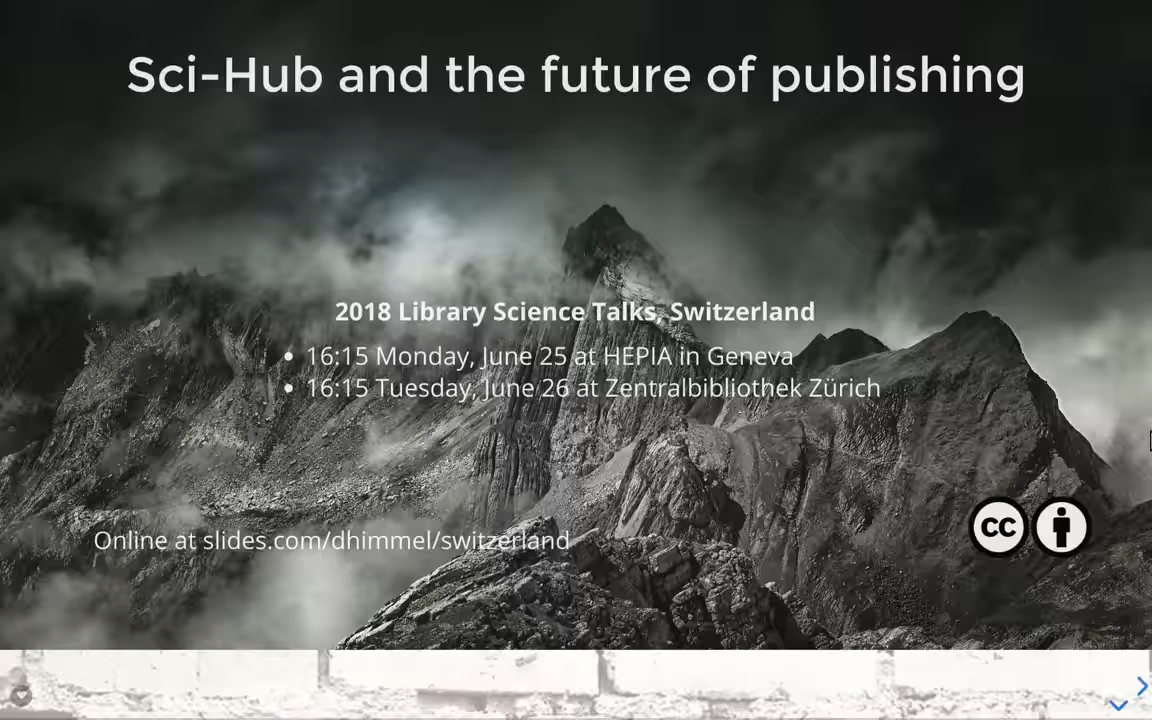 Sci-Hub and the future of publishing
2018 Library Science Talks, Switzerland
16:15 Monday, June 25 at HEPIA in Geneva
16:15 Tuesday, June 26 at Zentralbibliothek Zürich
cc
Online at slides.com/dhimmel/switzerland